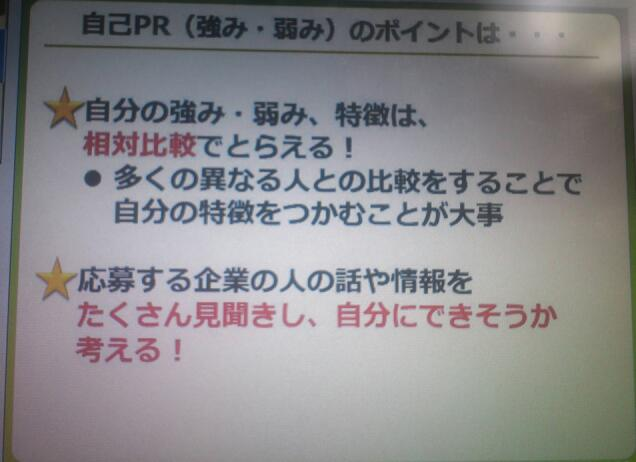 自己PR（強み・弱み）のポイントは・・・
自分の強み・弱み、特徴は、
相対比較でとらえる！
● 多くの異なる人との比較をすることで
自分の特徴をつかむことが大事
応募する企業の人の話や情報を
たくさん見聞きし、自分にできそうか
考える！